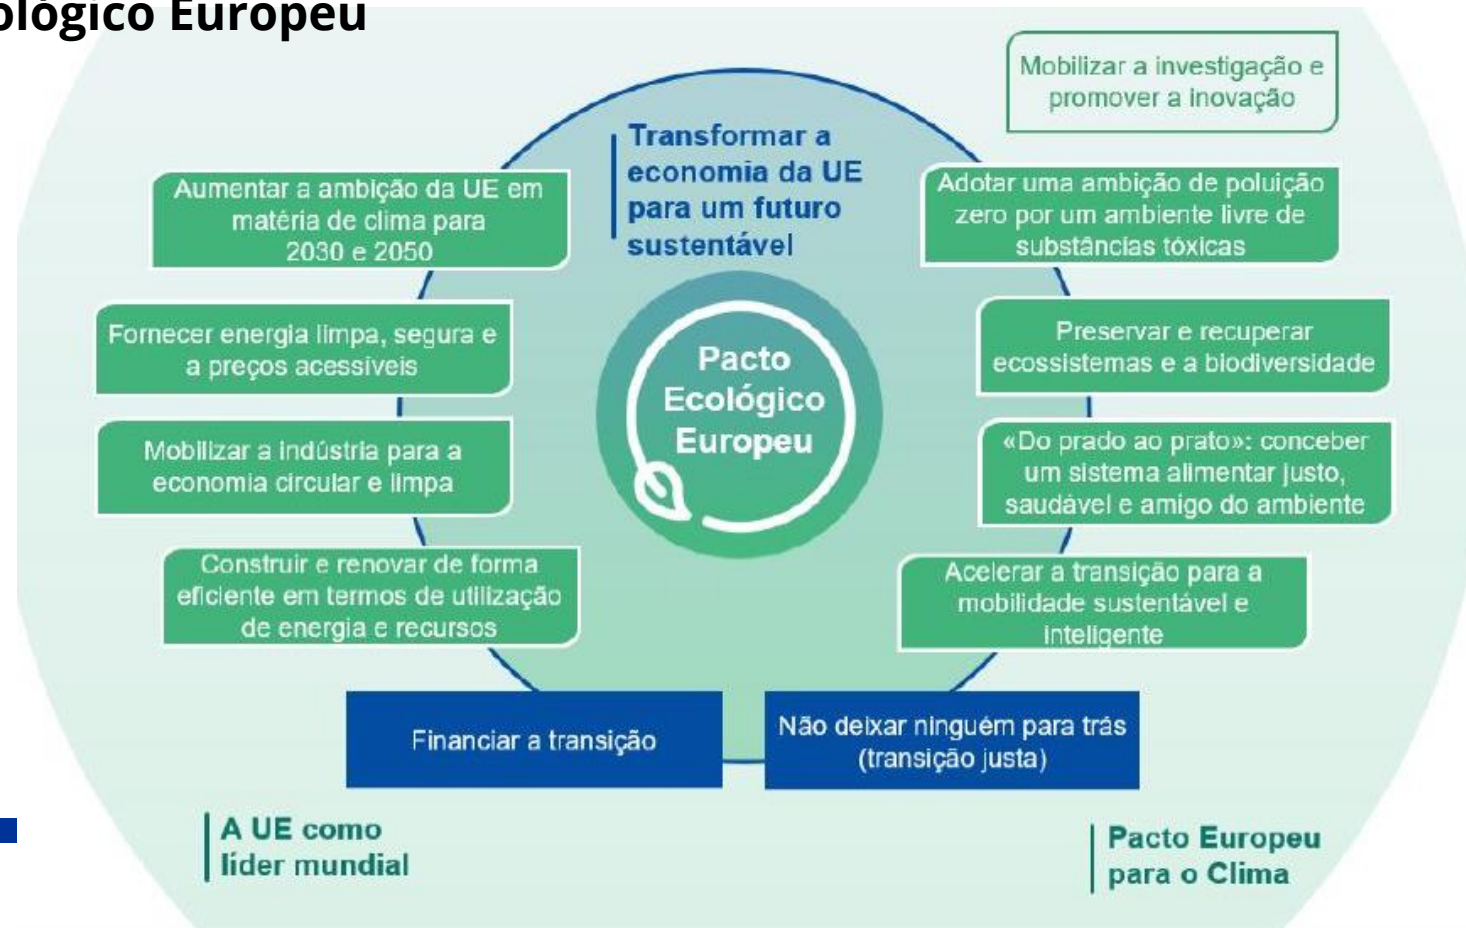 ológico Europeu
Mobilizar a investigação e
promover a inovação
Transformar a
economia da UE
para um futuro
sustentável
Aumentar a ambição da UE em
matéria de clima para
2030 e 2050
Adotar uma ambição de poluição
zero por um ambiente livre de
substâncias tóxicas
Fornecer energia limpa, segura e
a preços acessíveis
Preservar e recuperar
ecossistemas e a biodiversidade
Pacto
Ecológico
Europeu
Mobilizar a indústria para a
economia circular e limpa
«Do prado ao prato»: conceber
um sistema alimentar justo,
saudável e amigo do ambiente
Construir e renovar de forma
eficiente em termos de utilização
de energia e recursos
Acelerar a transição para a
mobilidade sustentável e
inteligente
Financiar a transição
Não deixar ninguém para trás
(transição justa)
A UE como
líder mundial
Pacto Europeu
para o Clima